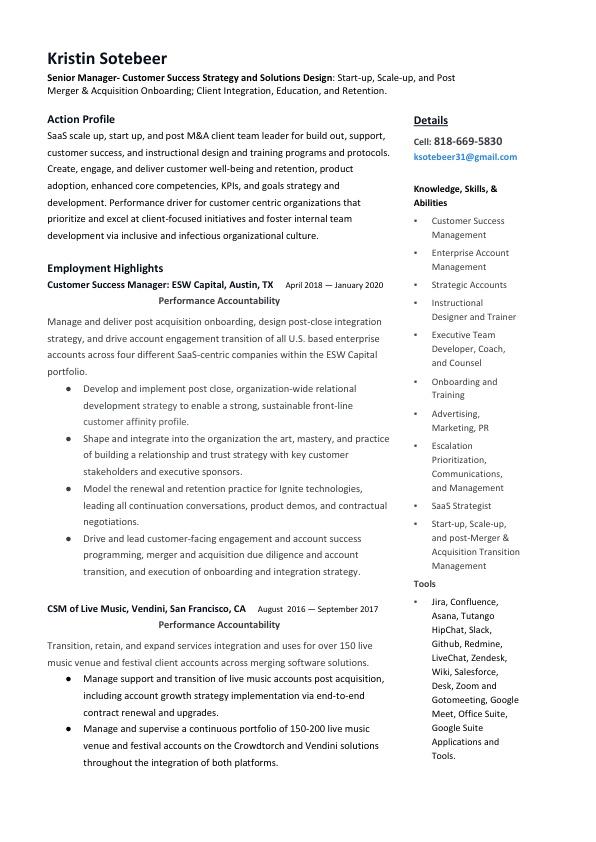 Kristin Sotebeer
Senior Manager- Customer Success Strategy and Solutions Design: Start-up, Scale-up, and Post
Merger & Acquisition Onboarding; Client Integration, Education, and Retention.
Action Profile
SaaS scale up, start up, and post M&A client team leader for build out, support,
customer success, and instructional design and training programs and protocols.
Create, engage, and deliver customer well-being and retention, product
adoption, enhanced core competencies, KPIs, and goals strategy and
development. Performance driver for customer centric organizations that
prioritize and excel at client-focused initiatives and foster internal team
development via inclusive and infectious organizational culture.
Employment Highlights
Customer Success Manager: ESW Capital, Austin, TX April 2018 — January 2020
Performance Accountability
Manage and deliver post acquisition onboarding, design post-close integration
strategy, and drive account engagement transition of all U.S. based enterprise
accounts across four different SaaS-centric companies within the ESW Capital
portfolio.
● Develop and implement post close, organization-wide relational
development strategy to enable a strong, sustainable front-line
customer affinity profile.
● Shape and integrate into the organization the art, mastery, and practice
of building a relationship and trust strategy with key customer
stakeholders and executive sponsors.
● Model the renewal and retention practice for Ignite technologies,
leading all continuation conversations, product demos, and contractual
negotiations.
● Drive and lead customer-facing engagement and account success
programming, merger and acquisition due diligence and account
transition, and execution of onboarding and integration strategy.
CSM of Live Music, Vendini, San Francisco, CA August 2016 — September 2017
Performance Accountability
Transition, retain, and expand services integration and uses for over 150 live
music venue and festival client accounts across merging software solutions.
● Manage support and transition of live music accounts post acquisition,
including account growth strategy implementation via end-to-end
contract renewal and upgrades.
● Manage and supervise a continuous portfolio of 150-200 live music
venue and festival accounts on the Crowdtorch and Vendini solutions
throughout the integration of both platforms.
Details
Cell: 818-669-5830
ksotebeer31@gmail.com
Knowledge, Skills, &
Abilities
▪ Customer Success
Management
▪ Enterprise Account
Management
▪ Strategic Accounts
▪ Instructional
Designer and Trainer
▪ Executive Team
Developer, Coach,
and Counsel
▪ Onboarding and
Training
▪ Advertising,
Marketing, PR
▪ Escalation
Prioritization,
Communications,
and Management
▪ SaaS Strategist
▪ Start-up, Scale-up,
and post-Merger &
Acquisition Transition
Management
Tools
▪ Jira, Confluence,
Asana, Tutango
HipChat, Slack,
Github, Redmine,
LiveChat, Zendesk,
Wiki, Salesforce,
Desk, Zoom and
Gotomeeting, Google
Meet, Office Suite,
Google Suite
Applications and
Tools.